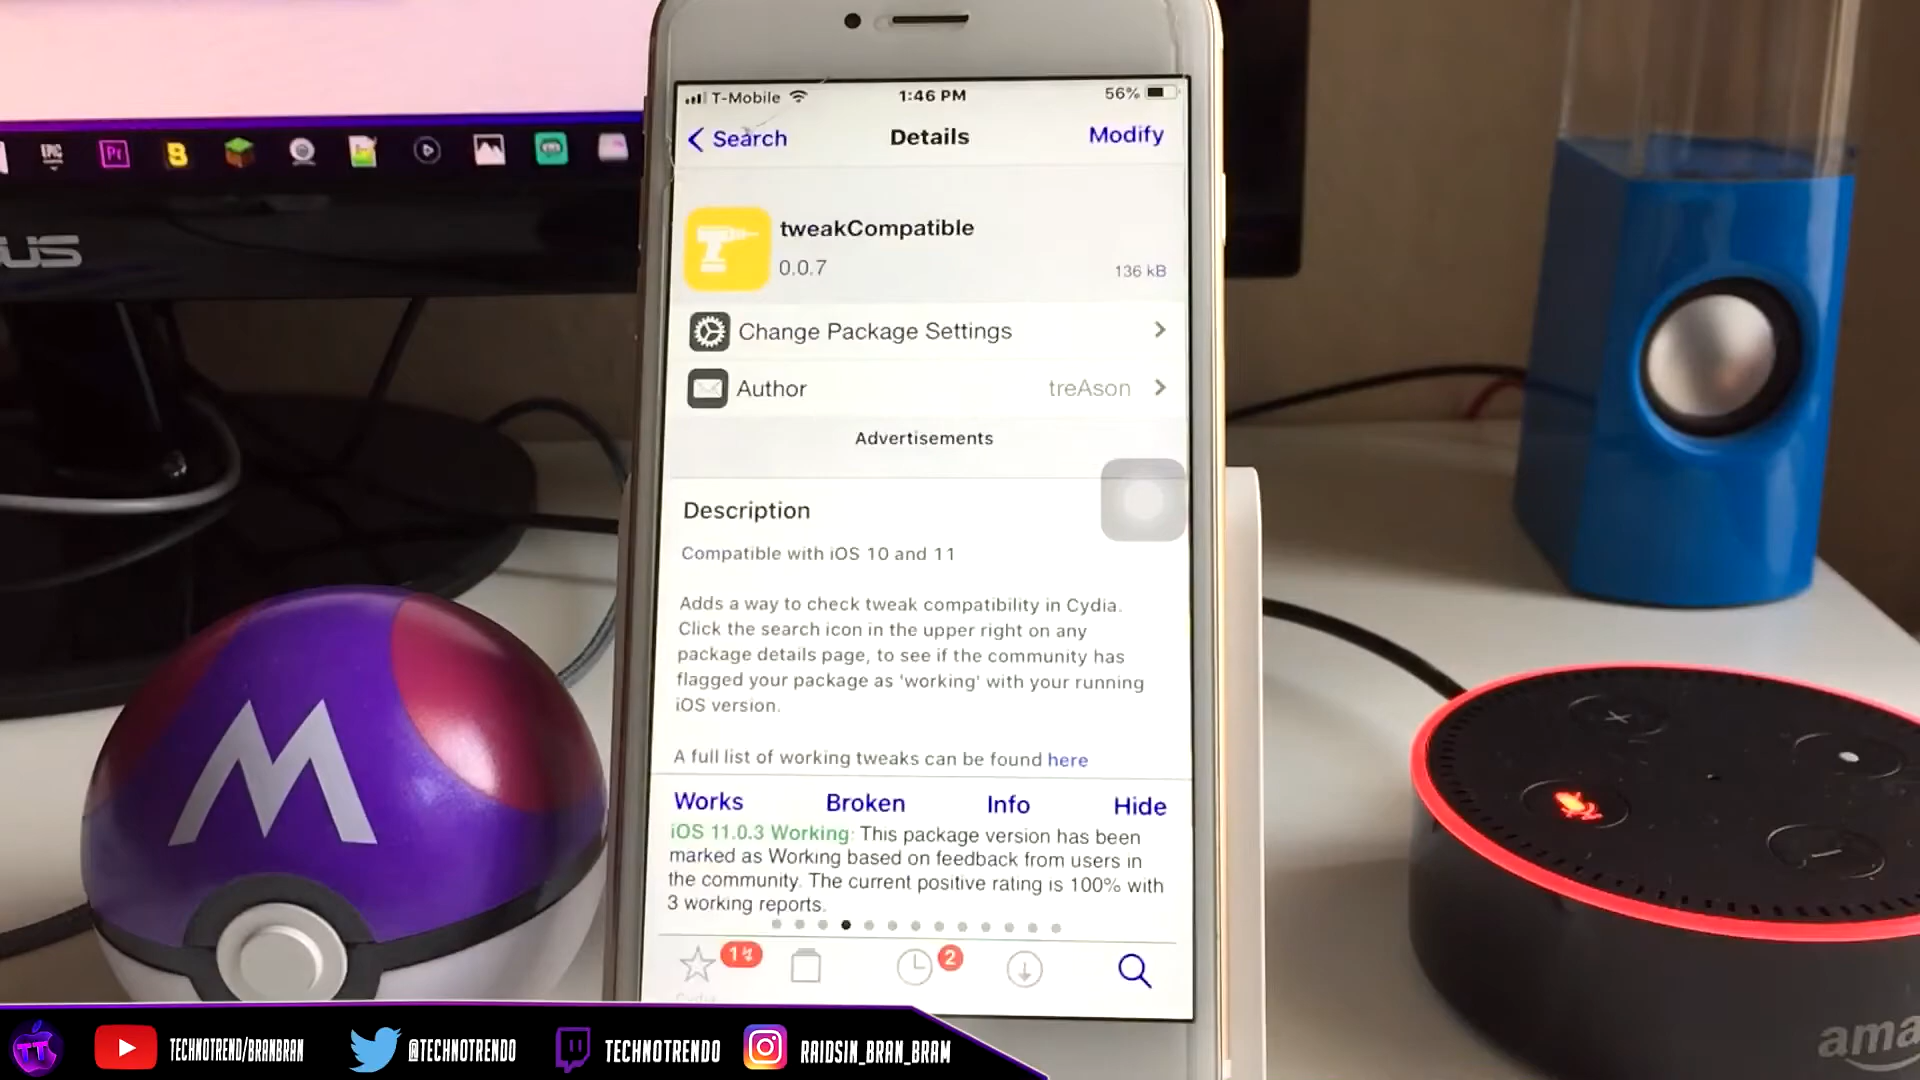 T-Mobile 1:46 PM 56%
Search Details Modify
tweakCompatible
0.0.7 136 kB
Change Package Settings
Author treAson
Advertisements
Description
Compatible with iOS 10 and 11
Adds a way to check tweak compatibility in Cydia.
Click the search icon in the upper right on any
package details page, to see if the community has
flagged your package as 'working' with your running
iOS version.
A full list of working tweaks can be found here
Works Broken Info Hide
iOS 11.0.3 Working: This package version has been
marked as Working based on feedback from users in
the community. The current positive rating is 100% with
3 working reports.
2
EPIC
Pr
M
TT
TECHNOTREND/BRANBRAN
@TECHNOTRENDO
TECHNOTRENDO
RAIDSIN_BRAN_BRAM